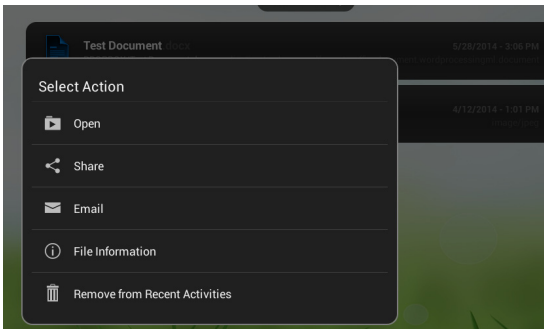 Test Document docx
5/28/2014 - 3:06 PM
Select Action
4/12/2014 - 1:01 PM
Open
Share
Email
File Information
Remove from Recent Activities